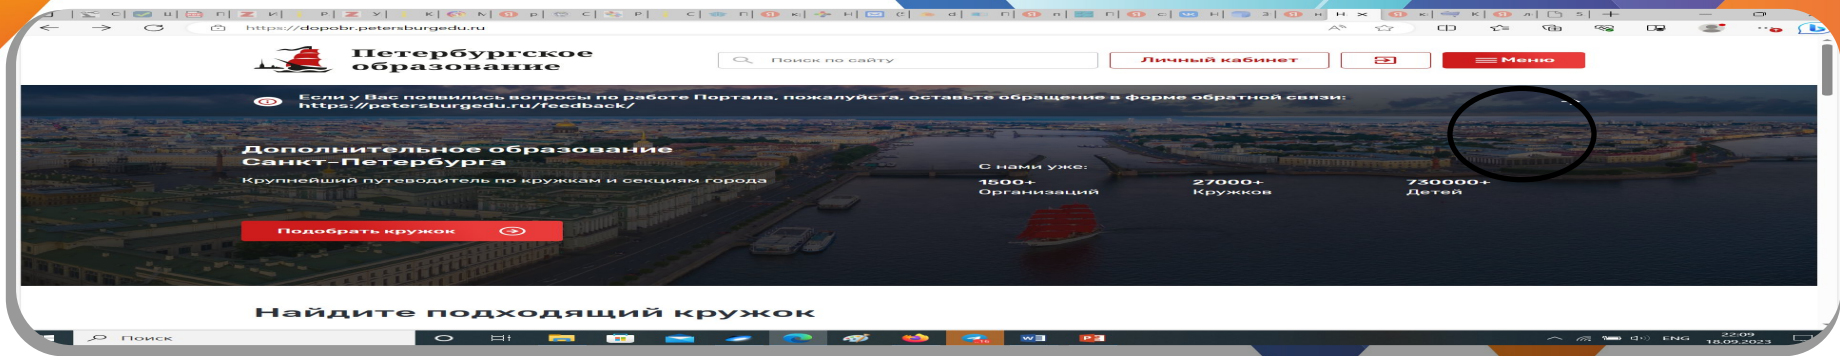 https://dopobr.petersburgedu.ru
Петербургское
образование
Поиск по сайту
Личный кабинет
Меню
Если у Вас появились вопросы по работе Портала, пожалуйста, оставьте обращение в форме обратной связи:
https://petersburgedu.ru/feedback/
Дополнительное образование
Санкт-Петербурга
Крупнейший путеводитель по кружкам и секциям города
С нами уже:
1500+ 27000+ 730000+
Организаций Кружков Детей
Подобрать кружок
Найдите подходящий кружок
Поиск
ENG
22:09
18.09.2023